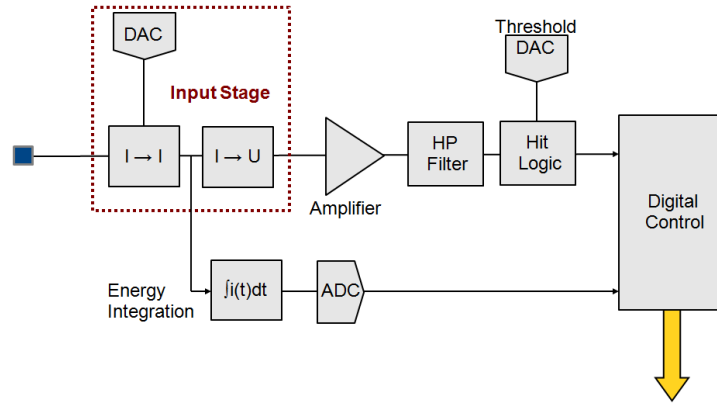 DAC
Threshold
DAC
Input Stage
I → I
I → U
HP
Filter
Hit
Logic
Amplifier
Digital
Control
Energy
Integration
∫i(t)dt
ADC